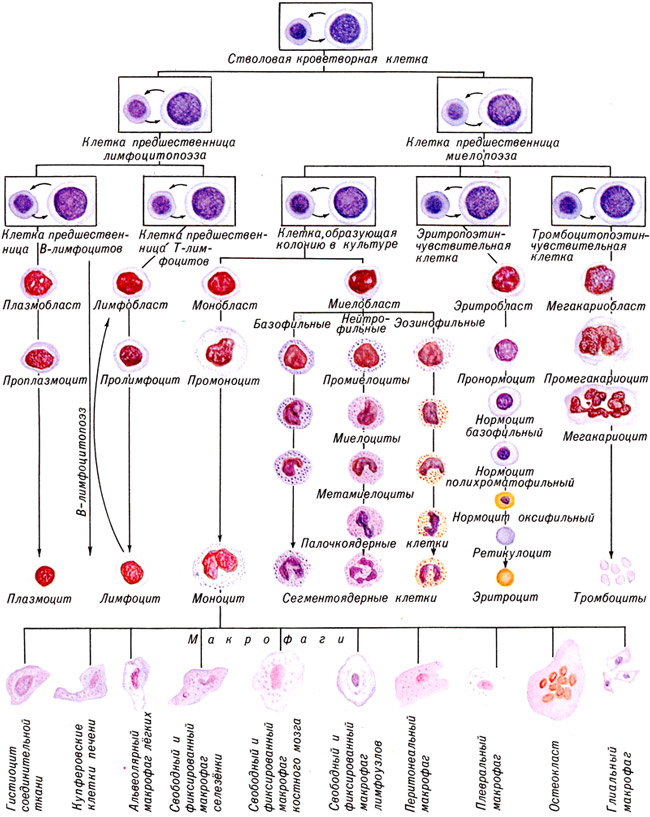 Стволовая кроветворная клетка
Клетка предшественница
лимфоцитопоэза
Клетка предшественница
миелопоэза
Клетка предшествен-
ница В-лимфоцитов
Клетка предшествен-
ница Т-лим-
фоцитов
Клетка, образующая
колонию в культуре
Эритропоэтин-
чувствительная
клетка
Тромбоцитопоэтин-
чувствительная
клетка
Плазмобласт
Лимфобласт
Монобласт
Миелобласт
Эритробласт
Мегакариобласт
Базофильные
Нейтро-
фильные
Эозинофильные
Проплазмоцит
Пролимфоцит
Промоноцит
Промиелоциты
Пронормоцит
Промегакариоцит
Миелоциты
Нормоцит
базофильный
Мегакариоцит
В-лимфоцитопоэз
Метамиелоциты
Нормоцит
полихроматофильный
Нормоцит оксифильный
Палочкоядерные клетки
Ретикулоцит
Плазмоцит
Лимфоцит
Моноцит
Сегментоядерные клетки
Эритроцит
Тромбоциты
Макрофаги
Гистиоцит
соединительной
ткани
Купферовские
клетки печени
Альвеолярный
макрофаг лёгких
Свободный и
фиксированный
макрофаг
селезёнки
Свободный и
фиксированный
макрофаг
костного мозга
Свободный и
фиксированный
макрофаг
лимфоузлов
Перитонеальный
макрофаг
Плевральный
макрофаг
Остеокласт
Глиальный
макрофаг